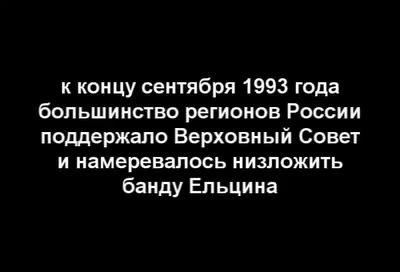 к концу сентября 1993 года
большинство регионов России
поддержало Верховный Совет
и намеревалось низложить
банду Ельцина